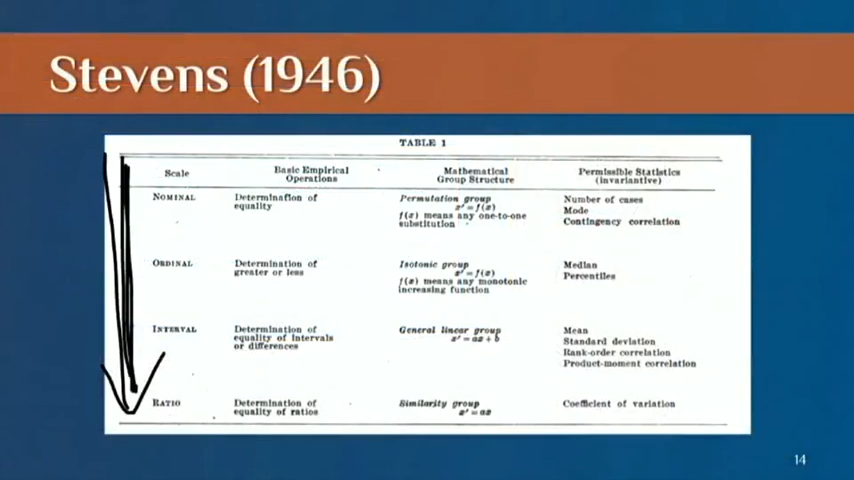 Stevens (1946)
TABLE 1
Scale
Basic Empirical
Operations
Mathematical
Group Structure
Permissible Statistics
(invariantive)
NOMINAL
Determination of
equality
Permutation group
x' = f(x)
f(x) means any one-to-one
substitution
Number of cases
Mode
Contingency correlation
ORDINAL
Determination of
greater or less
Isotonic group
x' = f(x)
f(x) means any monotonic
increasing function
Median
Percentiles
INTERVAL
Determination of
equality of intervals
or differences
General linear group
x' = ax + b
Mean
Standard deviation
Rank-order correlation
Product-moment correlation
RATIO
Determination of
equality of ratios
Similarity group
x' = ax
Coefficient of variation
14